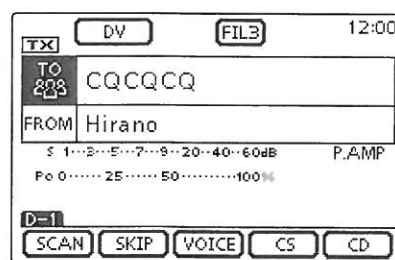 DV FIL3 12:00
TX
TO CQCQCQ
FROM Hirano
S 1···3···5···7···9··20··40··60dB P.AMP
Po 0······25······50·········100%
D-1
SCAN SKIP VOICE CS CD